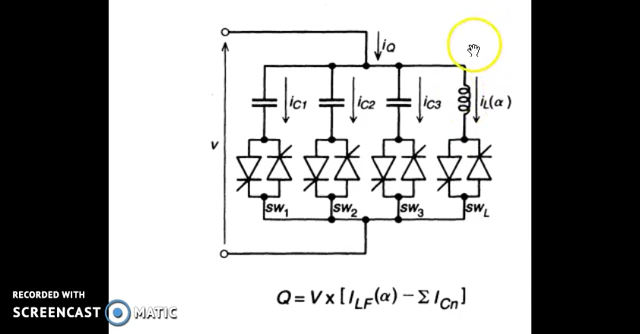 iQ
iC1 iC2 iC3 iL(α)
v
SW1 SW2 SW3 SWL
Q = V x [ILF(α) − Σ ICn]
RECORDED WITH
SCREENCAST MATIC